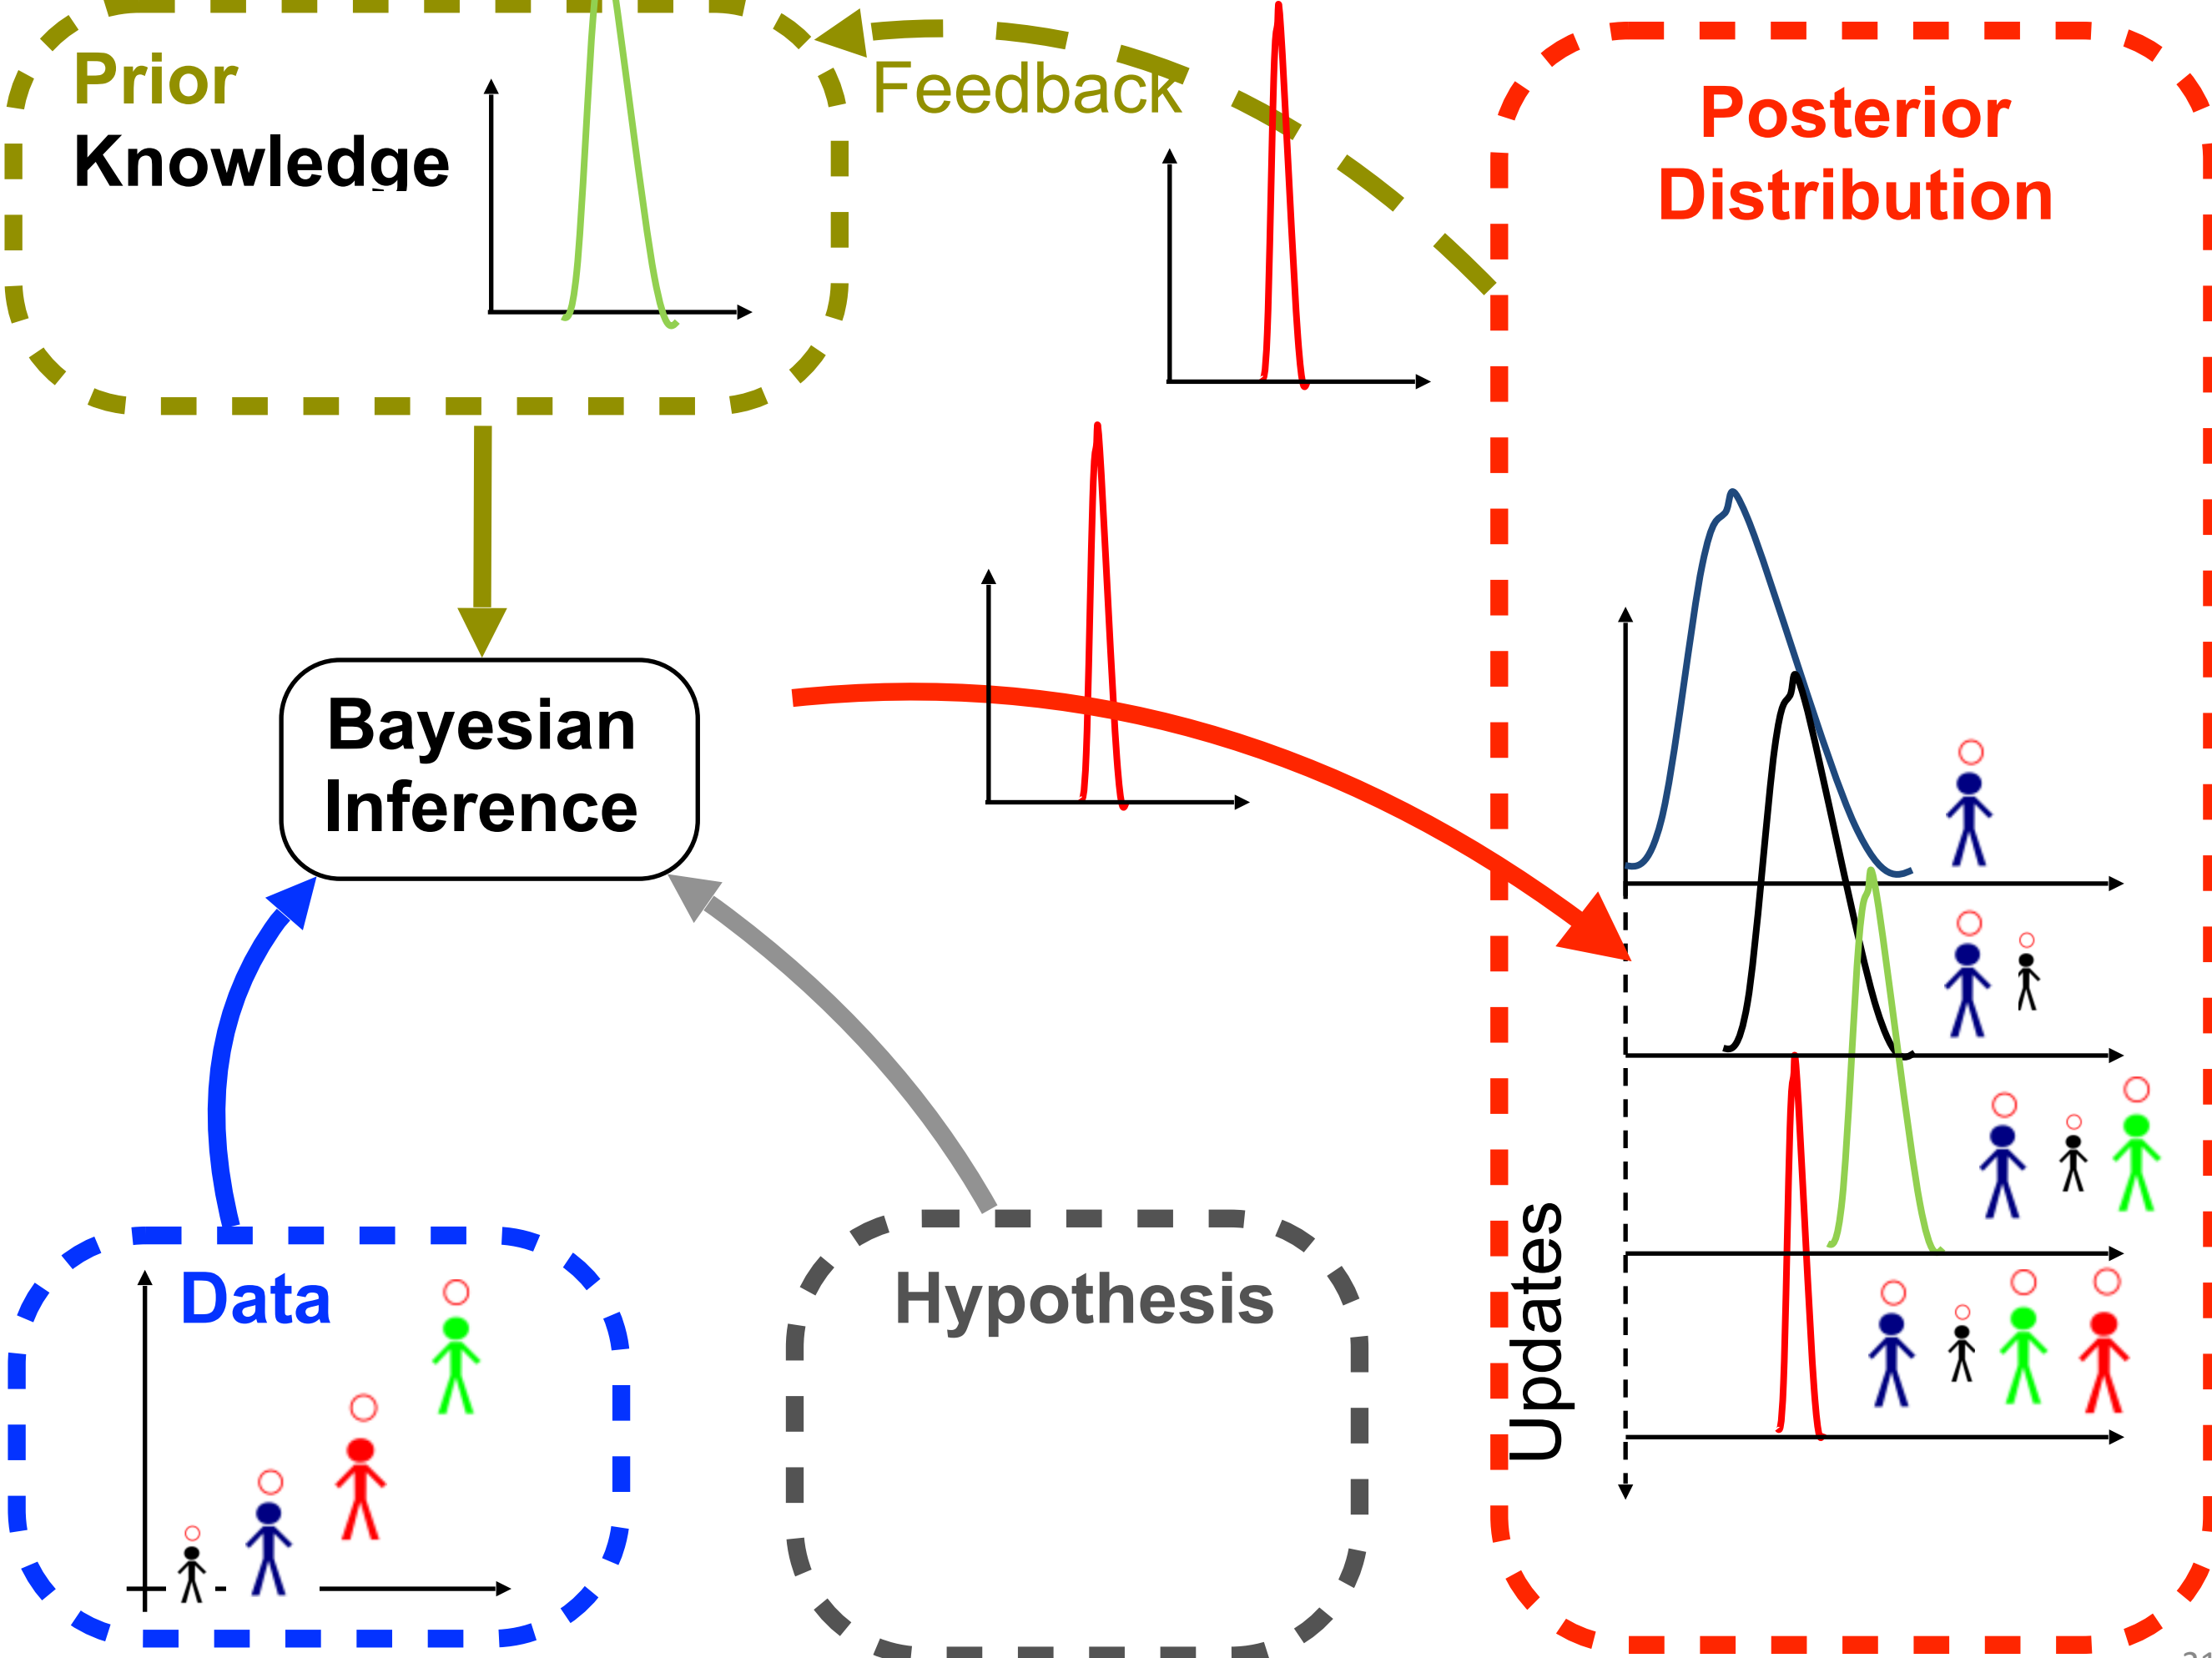 Prior
Knowledge
Feedback
Posterior
Distribution
Bayesian
Inference
Updates
Data
Hypothesis